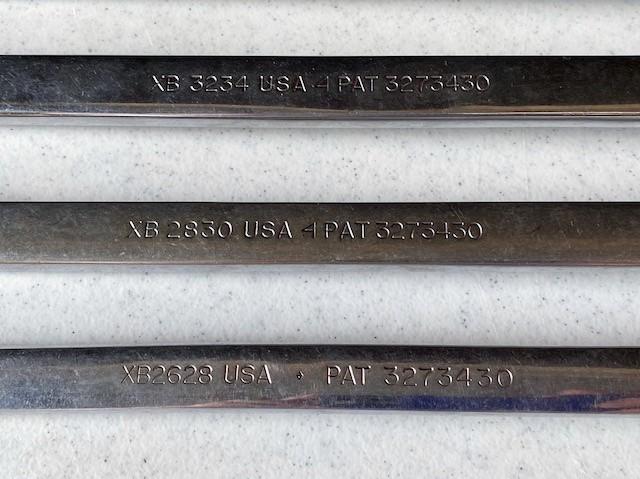 XB 3234 USA 4 PAT 3273430
XB 2830 USA 4 PAT 3273430
XB2628 USA PAT 3273430